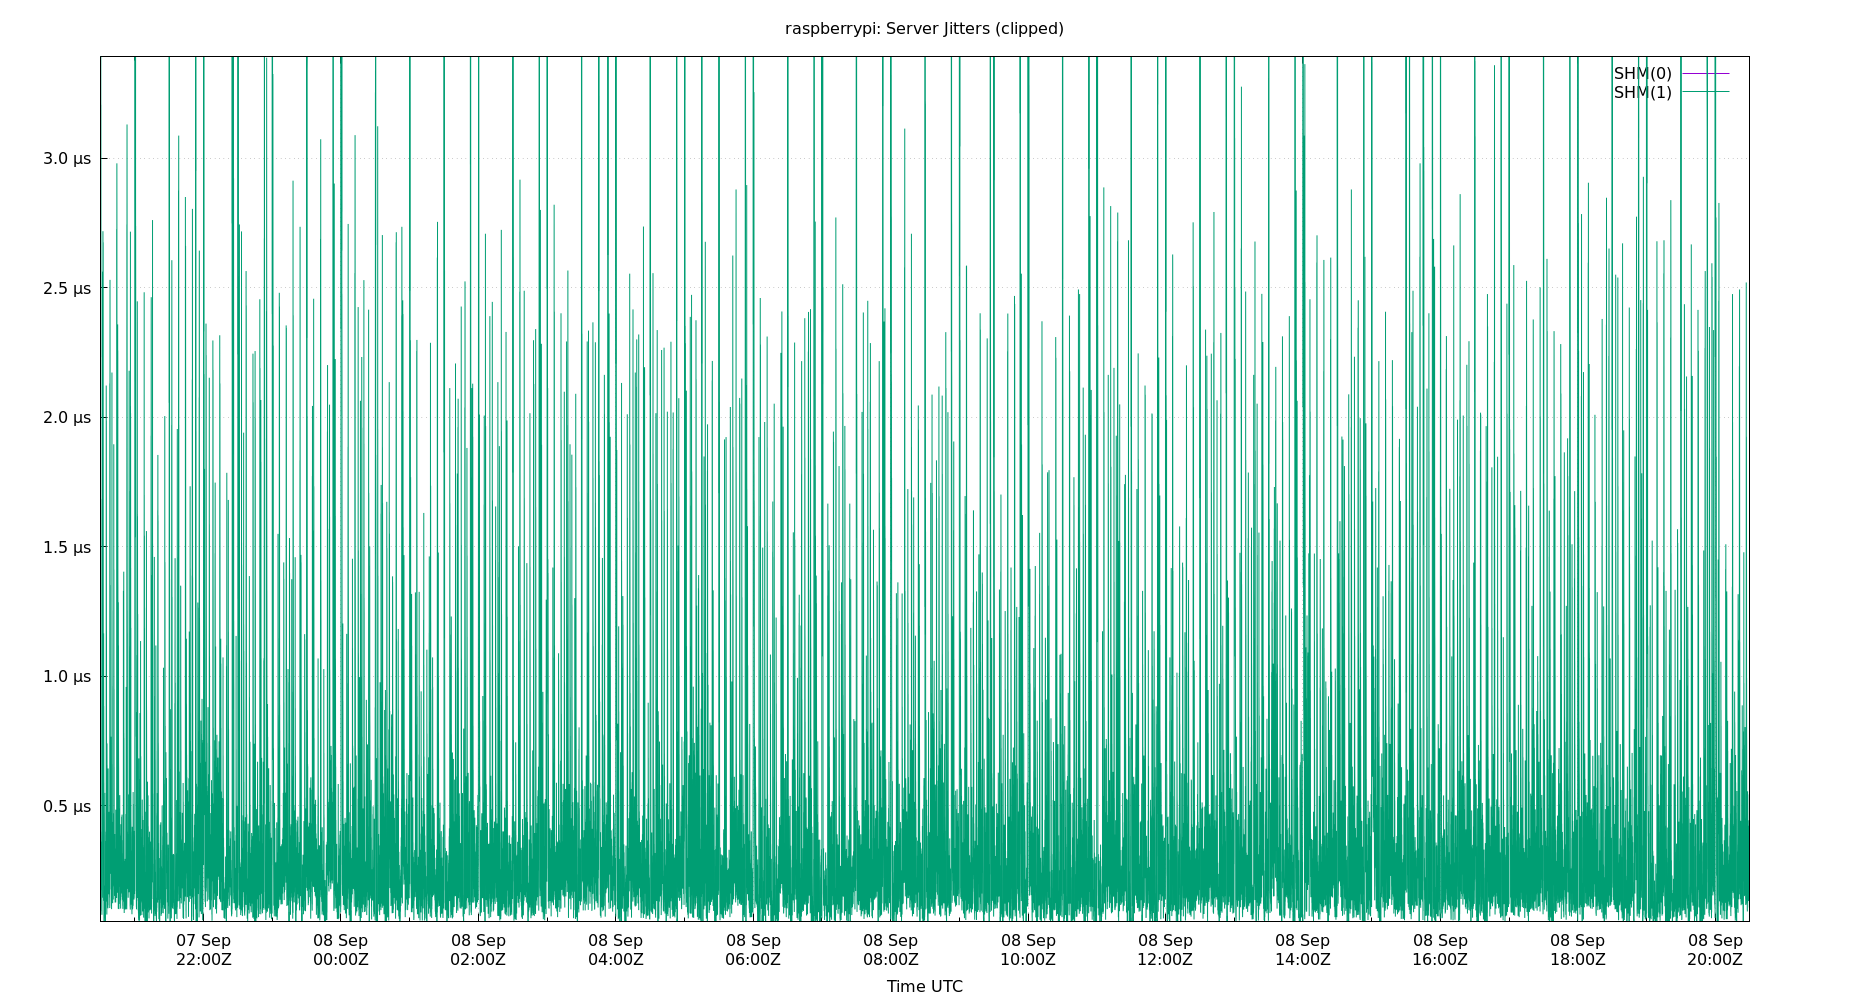 raspberrypi: Server Jitters (clipped)
SHM(0)
SHM(1)
3.0 μs
2.5 μs
2.0 μs
1.5 μs
1.0 μs
0.5 μs
07 Sep 08 Sep 08 Sep 08 Sep 08 Sep 08 Sep 08 Sep 08 Sep 08 Sep 08 Sep 08 Sep 08 Sep
22:00Z 00:00Z 02:00Z 04:00Z 06:00Z 08:00Z 10:00Z 12:00Z 14:00Z 16:00Z 18:00Z 20:00Z
Time UTC